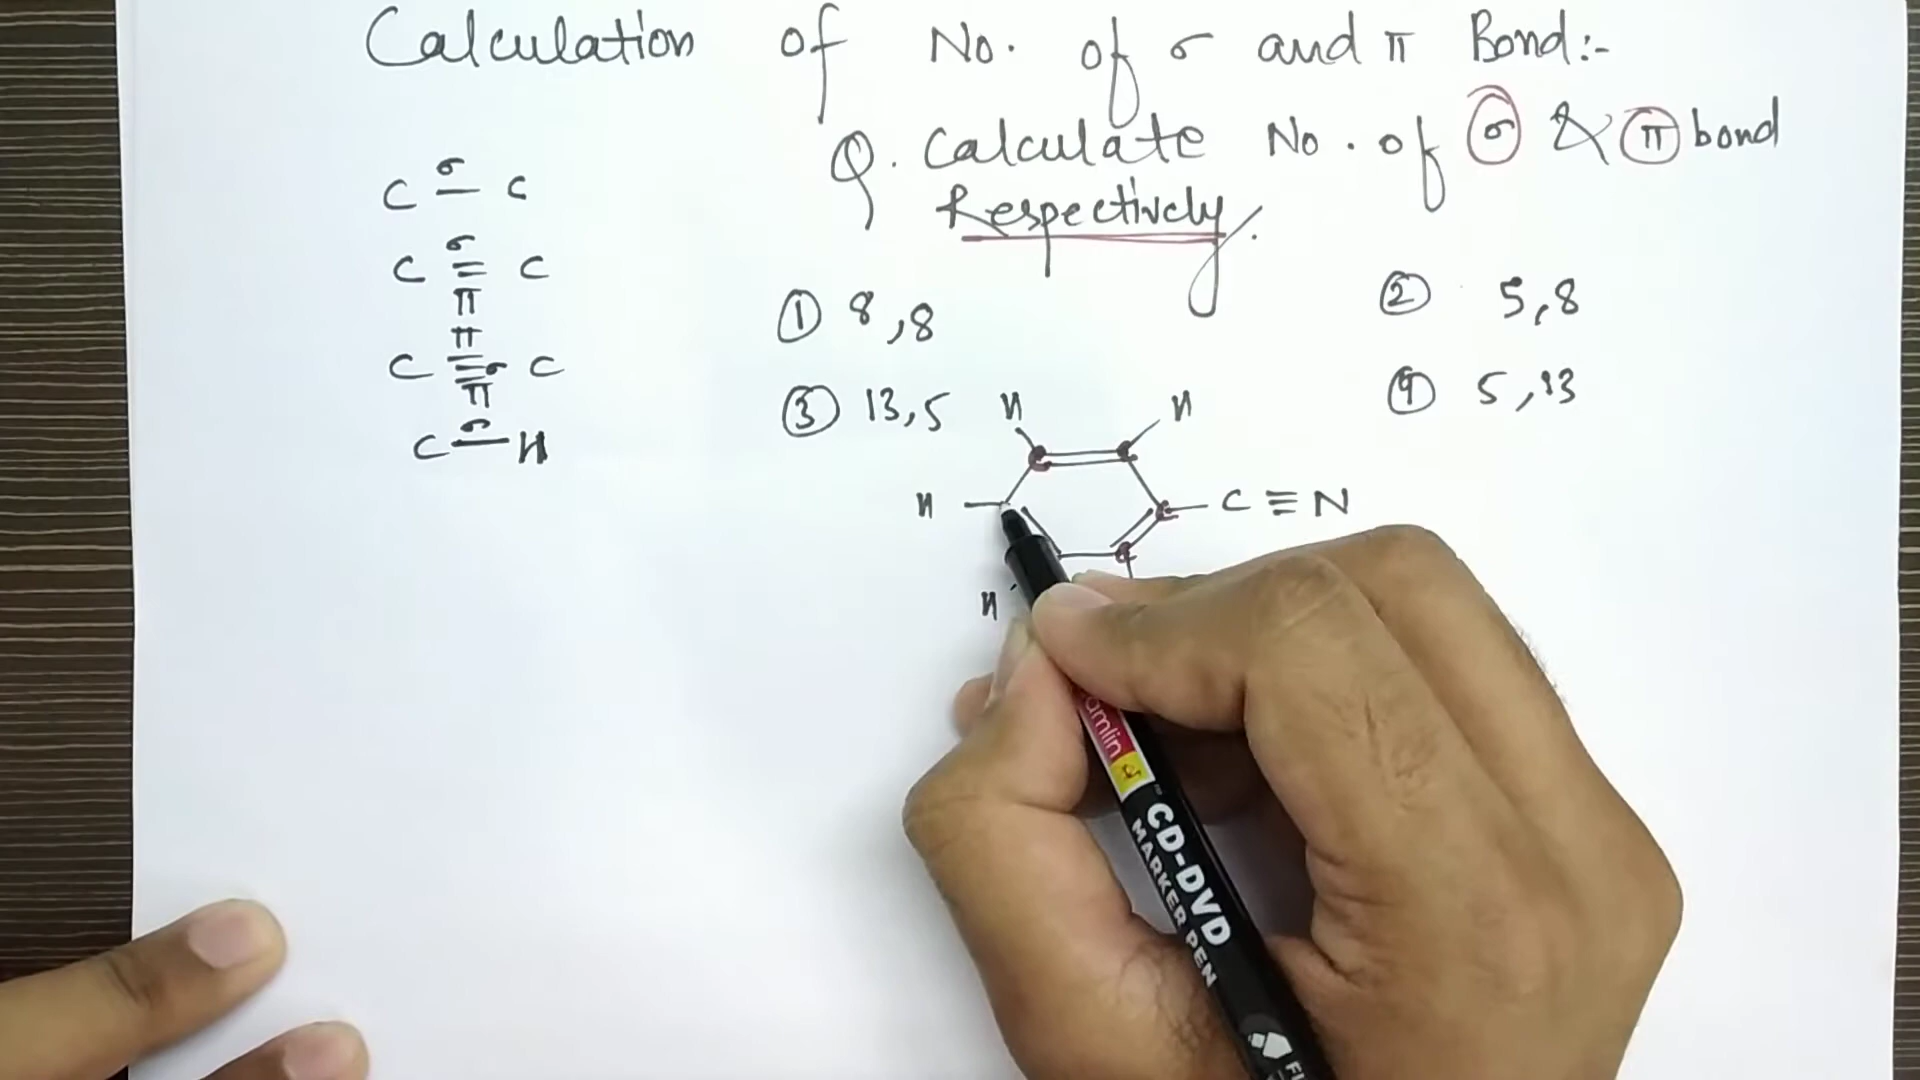 Calculation of No. of σ and π Bond:-
Q. Calculate No. of σ & π bond
Respectively.
C σ — C
C σ = π C
C π ≡ σ π C
C σ — H
① 8,8
② 5,8
③ 13,5
④ 5,13
H H
C C
H C — C ≡ N
C
H
camlin
CD-DVD
MARKER PEN